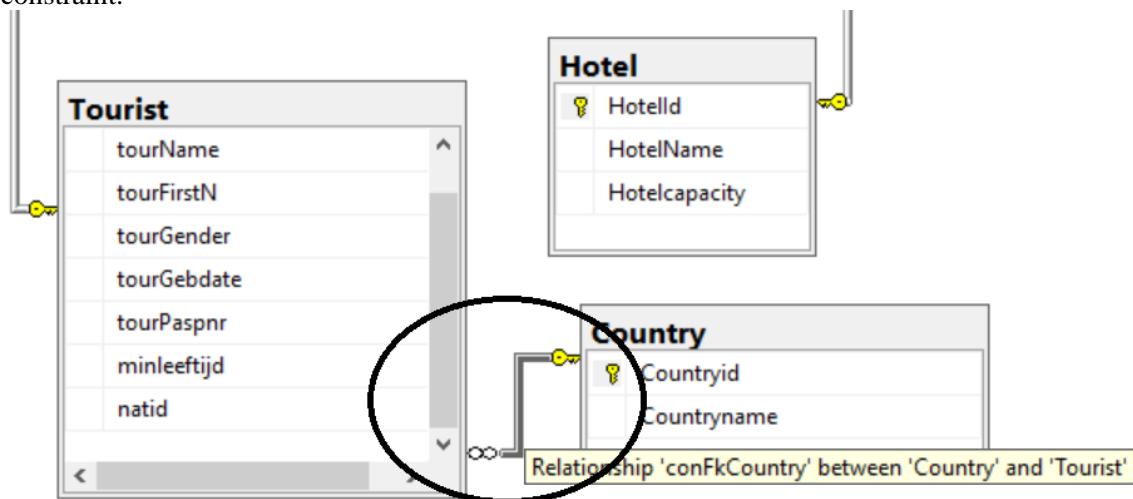 constraint.
Hotel
HotelId
HotelName
Hotelcapacity
Tourist
tourName
tourFirstN
tourGender
tourGebdate
tourPaspnr
minleeftijd
natid
Country
Countryid
Countryname
Relationship 'conFkCountry' between 'Country' and 'Tourist'